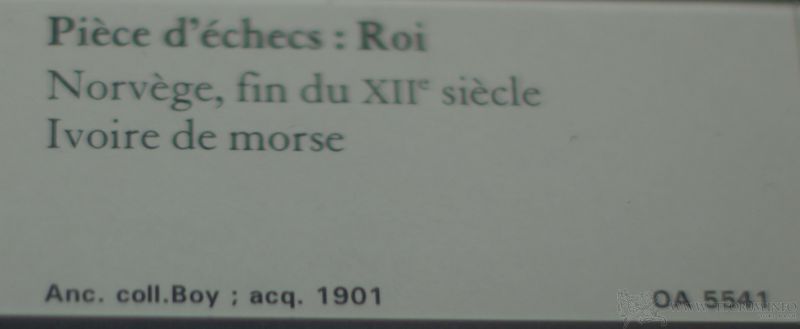 Pièce d'échecs : Roi
Norvège, fin du XIIᵉ siècle
Ivoire de morse
Anc. coll.Boy ; acq. 1901
OA 5541